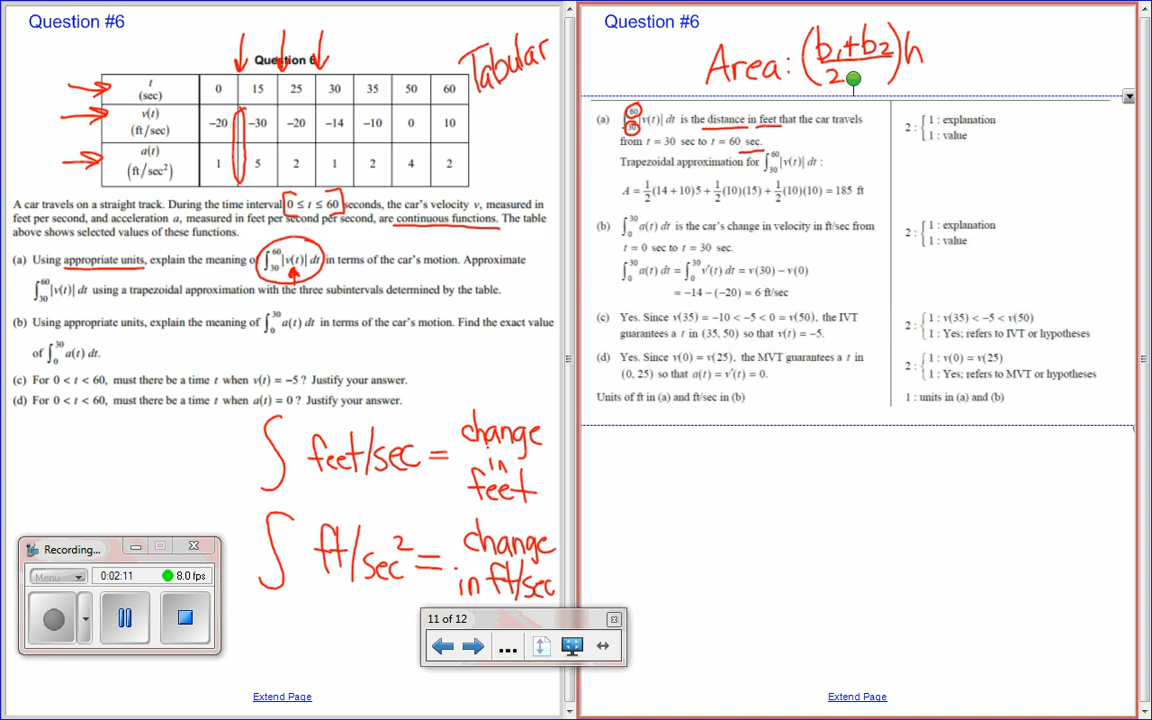 Question #6
Question 6
Tabular
t (sec) 0 15 25 30 35 50 60
v(t) (ft/sec) −20 −30 −20 −14 −10 0 10
a(t) (ft/sec²) 1 5 2 1 2 4 2
A car travels on a straight track. During the time interval 0 ≤ t ≤ 60 seconds, the car's velocity v, measured in
feet per second, and acceleration a, measured in feet per second per second, are continuous functions. The table
above shows selected values of these functions.
(a) Using appropriate units, explain the meaning of ∫₃₀⁶⁰ |v(t)| dt in terms of the car's motion. Approximate
∫₃₀⁶⁰ |v(t)| dt using a trapezoidal approximation with the three subintervals determined by the table.
(b) Using appropriate units, explain the meaning of ∫₀³⁰ a(t) dt in terms of the car's motion. Find the exact value
of ∫₀³⁰ a(t) dt.
(c) For 0 < t < 60, must there be a time t when v(t) = −5 ? Justify your answer.
(d) For 0 < t < 60, must there be a time t when a(t) = 0 ? Justify your answer.
∫ feet/sec = change in feet
∫ ft/sec² = change in ft/sec
Recording...
Menu
0:02:11 8.0 fps
11 of 12
Extend Page
Question #6
Area: (b₁+b₂/2)h
(a) ∫₃₀⁶⁰ |v(t)| dt is the distance in feet that the car travels
from t = 30 sec to t = 60 sec.
Trapezoidal approximation for ∫₃₀⁶⁰ |v(t)| dt :
A = 1/2(14 + 10)5 + 1/2(10)(15) + 1/2(10)(10) = 185 ft
2 : { 1 : explanation
1 : value
(b) ∫₀³⁰ a(t) dt is the car's change in velocity in ft/sec from
t = 0 sec to t = 30 sec.
∫₀³⁰ a(t) dt = ∫₀³⁰ v′(t) dt = v(30) − v(0)
= −14 − (−20) = 6 ft/sec
2 : { 1 : explanation
1 : value
(c) Yes. Since v(35) = −10 < −5 < 0 = v(50), the IVT
guarantees a t in (35, 50) so that v(t) = −5.
2 : { 1 : v(35) < −5 < v(50)
1 : Yes; refers to IVT or hypotheses
(d) Yes. Since v(0) = v(25), the MVT guarantees a t in
(0, 25) so that a(t) = v′(t) = 0.
2 : { 1 : v(0) = v(25)
1 : Yes; refers to MVT or hypotheses
Units of ft in (a) and ft/sec in (b)
1 : units in (a) and (b)
Extend Page